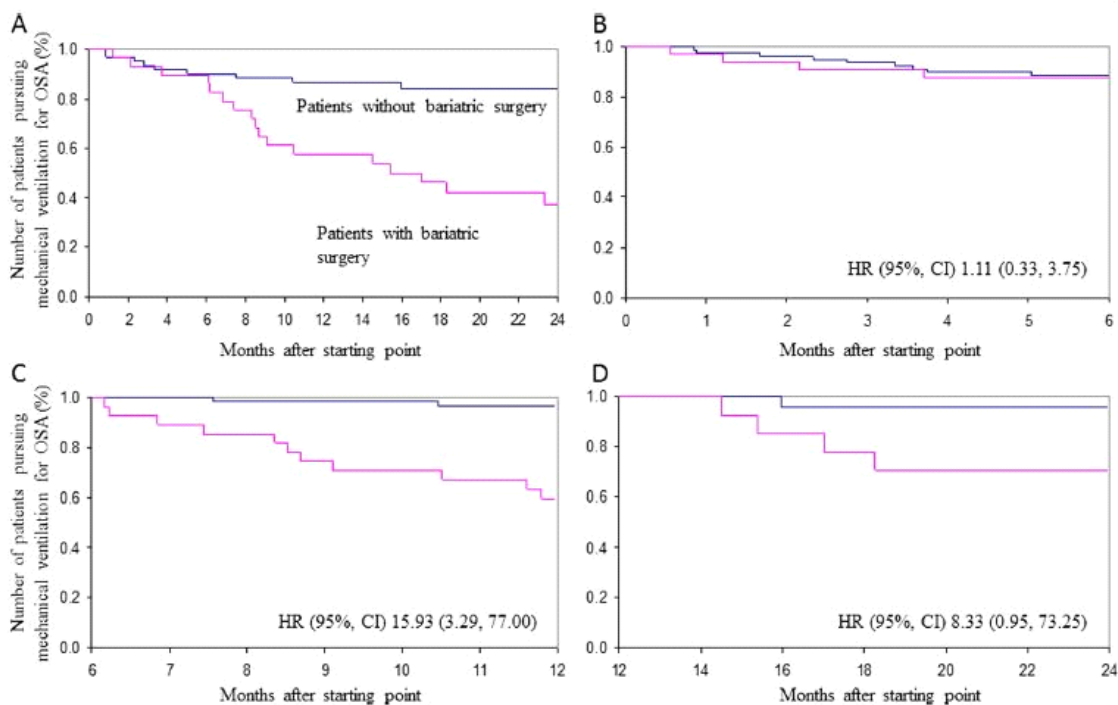 A
Number of patients pursuing
mechanical ventilation for OSA (%)
1.0
0.8
0.6
0.4
0.2
0.0
Patients without bariatric surgery
Patients with bariatric
surgery
0 2 4 6 8 10 12 14 16 18 20 22 24
Months after starting point
B
1.0
0.8
0.6
0.4
0.2
0.0
HR (95%, CI) 1.11 (0.33, 3.75)
0 1 2 3 4 5 6
Months after starting point
C
Number of patients pursuing
mechanical ventilation for OSA (%)
1.0
0.8
0.6
0.4
0.2
0.0
HR (95%, CI) 15.93 (3.29, 77.00)
6 7 8 9 10 11 12
Months after starting point
D
1.0
0.8
0.6
0.4
0.2
0.0
HR (95%, CI) 8.33 (0.95, 73.25)
12 14 16 18 20 22 24
Months after starting point